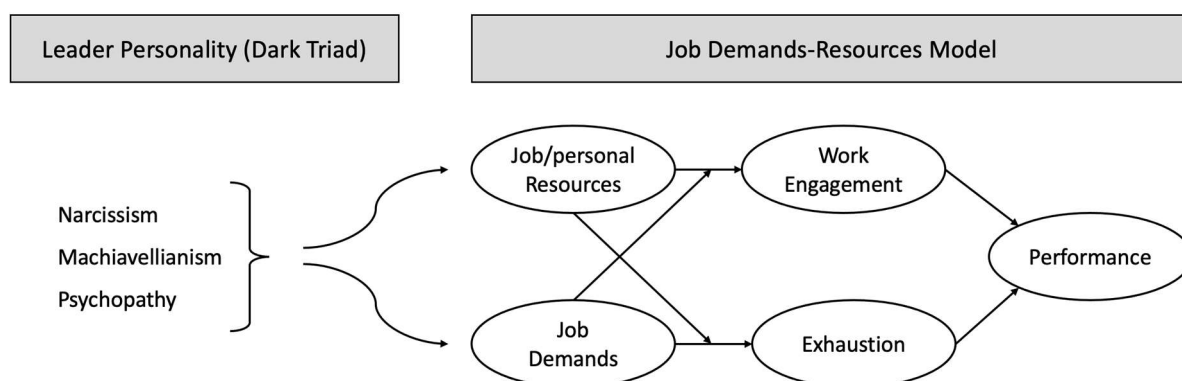 Leader Personality (Dark Triad)
Job Demands-Resources Model
Narcissism
Machiavellianism
Psychopathy
Job/personal
Resources
Work
Engagement
Performance
Job
Demands
Exhaustion